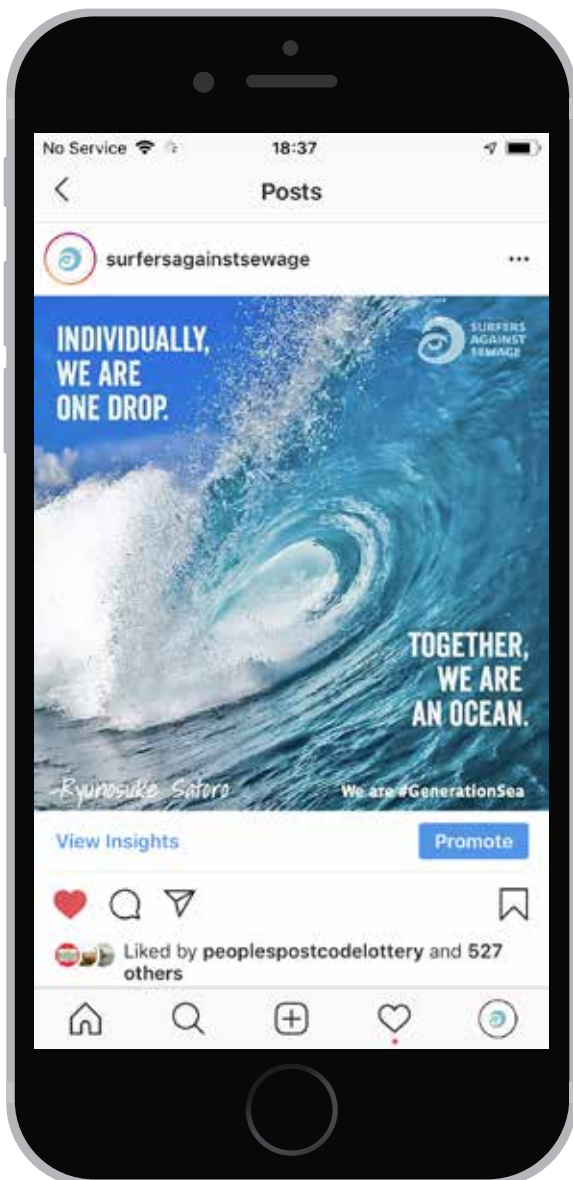 No Service
18:37
Posts
surfersagainstsewage
INDIVIDUALLY,
WE ARE
ONE DROP.
SURFERS
AGAINST
SEWAGE
TOGETHER,
WE ARE
AN OCEAN.
-Ryunosuke Satoro
We are #GenerationSea
View Insights
Promote
Liked by peoplespostcodelottery and 527
others